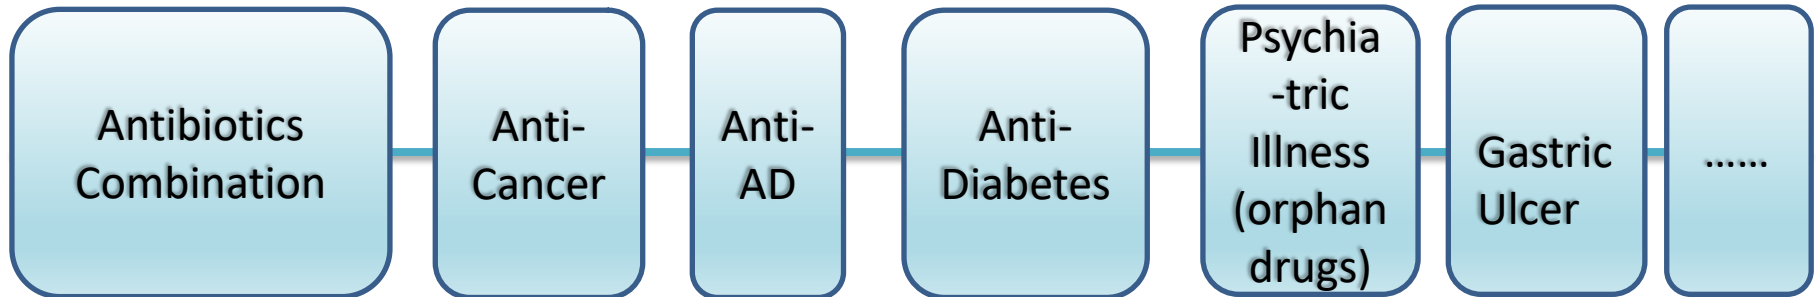 Antibiotics
Combination
Anti-
Cancer
Anti-
AD
Anti-
Diabetes
Psychia
-tric
Illness
(orphan
drugs)
Gastric
Ulcer
......